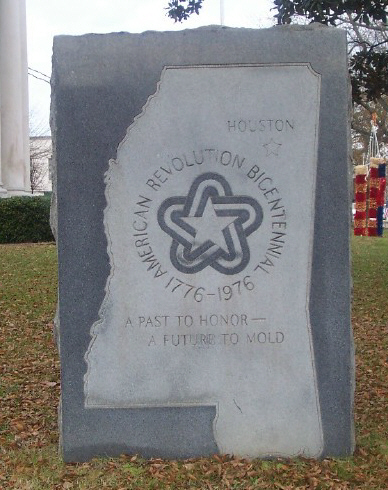 HOUSTON
AMERICAN REVOLUTION BICENTENNIAL
1776-1976
A PAST TO HONOR—
A FUTURE TO MOLD